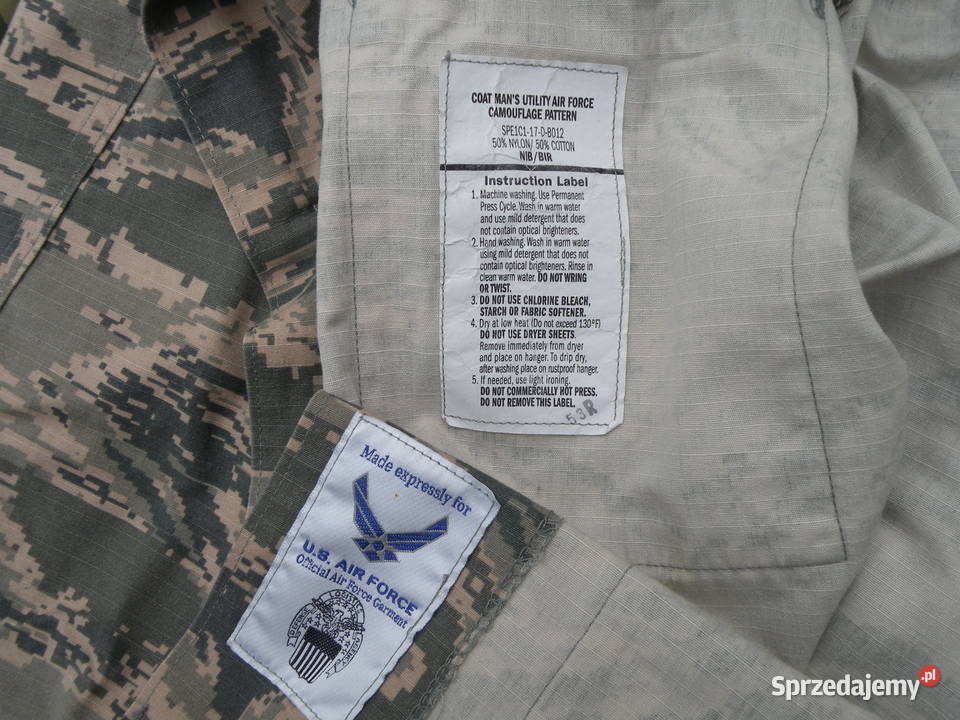 COAT MAN'S UTILITY AIR FORCE
CAMOUFLAGE PATTERN
SPE1C1-17-D-B012
50% NYLON/ 50% COTTON
NIB/BIR
Instruction Label
1. Machine washing. Use Permanent
Press Cycle. Wash in warm water
and use mild detergent that does
not contain optical brighteners.
2. Hand washing. Wash in warm water
using mild detergent that does not
contain optical brighteners. Rinse in
clean warm water. DO NOT WRING
OR TWIST.
3. DO NOT USE CHLORINE BLEACH,
STARCH OR FABRIC SOFTENER.
4. Dry at low heat (Do not exceed 130°F)
DO NOT USE DRYER SHEETS.
Remove immediately from dryer
and place on hanger. To drip dry,
after washing place on rustproof hanger.
5. If needed, use light ironing.
DO NOT COMMERCIALLY HOT PRESS.
DO NOT REMOVE THIS LABEL.
53R
Made expressly for
U.S. AIR FORCE
Official Air Force Garment
DEFENSE LOGISTICS AGENCY
Sprzedajemy.pl